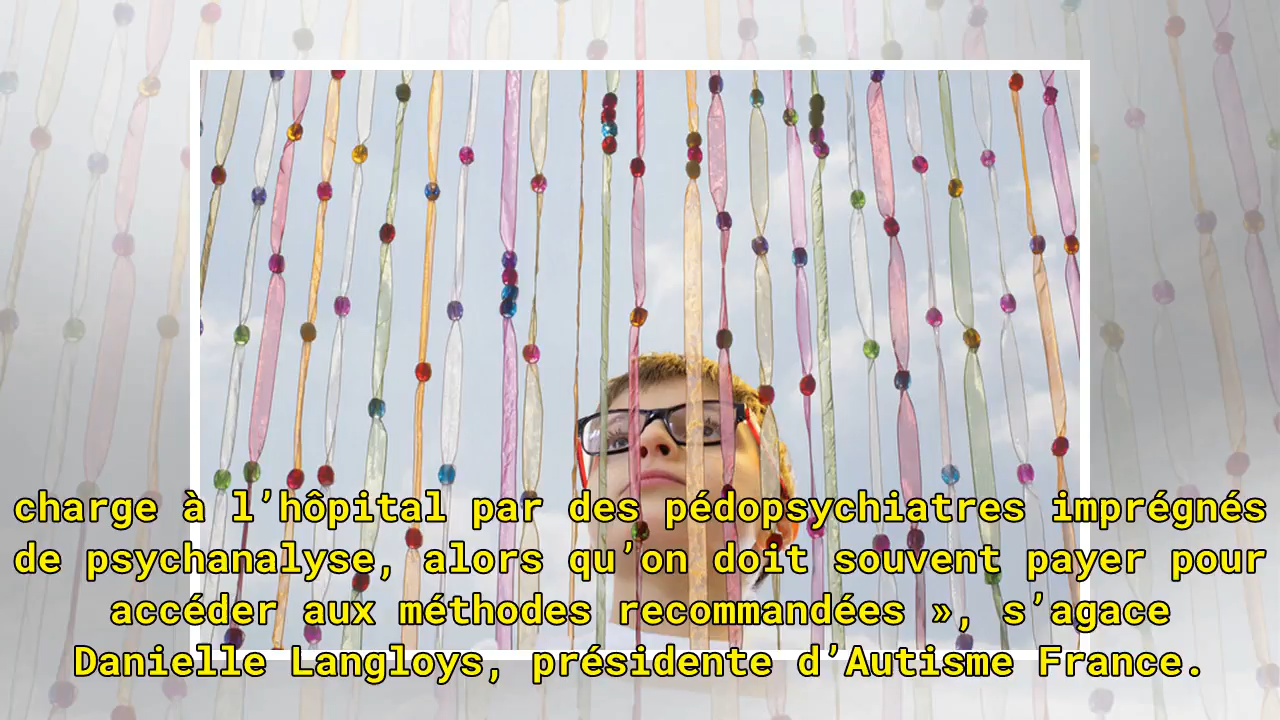 charge à l’hôpital par des pédopsychiatres imprégnés
de psychanalyse, alors qu’on doit souvent payer pour
accéder aux méthodes recommandées », s’agace
Danielle Langloys, présidente d’Autisme France.